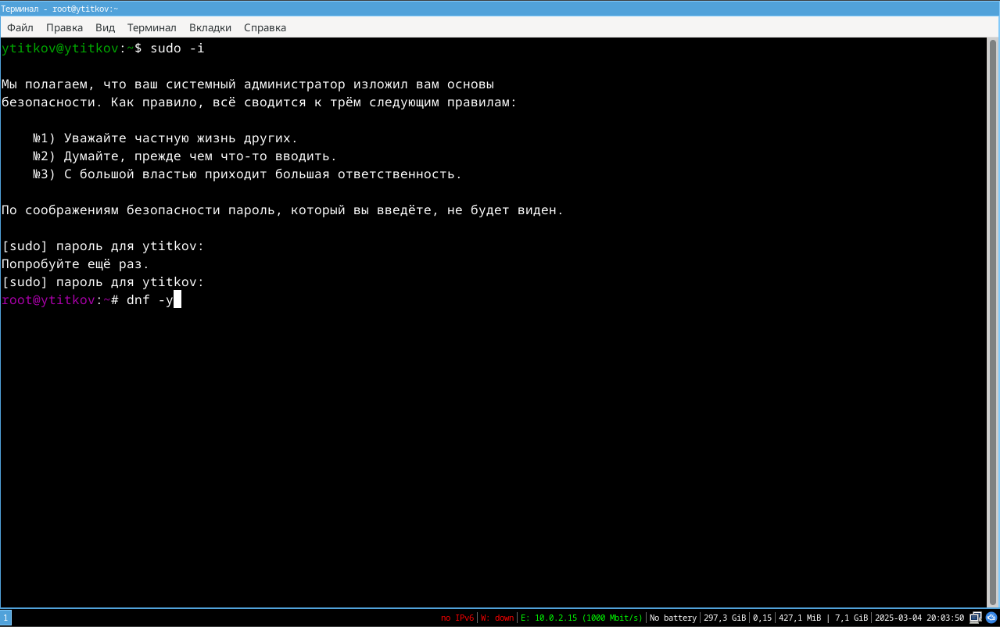 Терминал - root@ytitkov:~
Файл Правка Вид Терминал Вкладки Справка
ytitkov@ytitkov:~$ sudo -i
Мы полагаем, что ваш системный администратор изложил вам основы
безопасности. Как правило, всё сводится к трём следующим правилам:
№1) Уважайте частную жизнь других.
№2) Думайте, прежде чем что-то вводить.
№3) С большой властью приходит большая ответственность.
По соображениям безопасности пароль, который вы введёте, не будет виден.
[sudo] пароль для ytitkov:
Попробуйте ещё раз.
[sudo] пароль для ytitkov:
root@ytitkov:~# dnf -y
1 no IPv6 | W: down | E: 10.0.2.15 (1000 Mbit/s) | No battery | 297,3 GiB | 0,15 | 427,1 MiB | 7,1 GiB | 2025-03-04 20:03:50